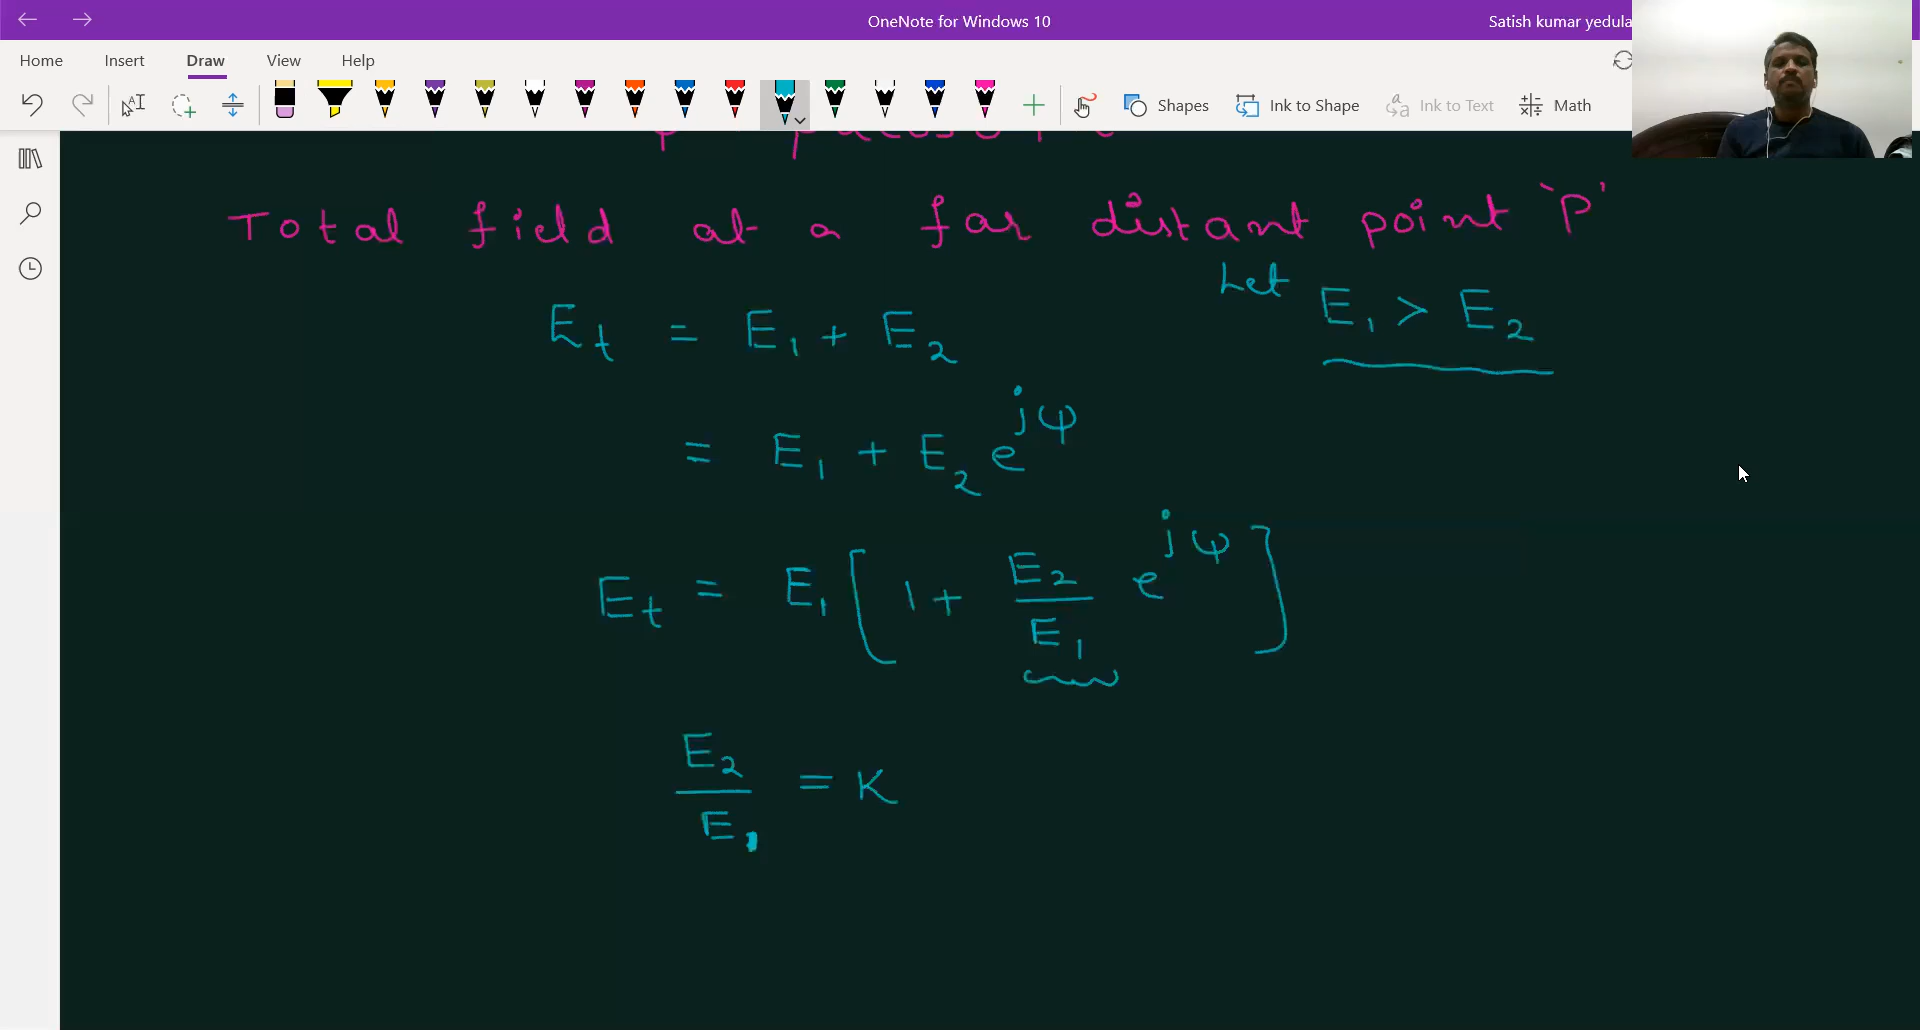 OneNote for Windows 10
Satish kumar yedula
Home Insert Draw View Help
Shapes Ink to Shape Ink to Text Math
Total field at a far distant point 'P'
Let E₁ > E₂
Eₜ = E₁ + E₂
= E₁ + E₂ e^{jψ}
Eₜ = E₁ [ 1 + E₂/E₁ e^{jψ} ]
E₂/E₁ = K